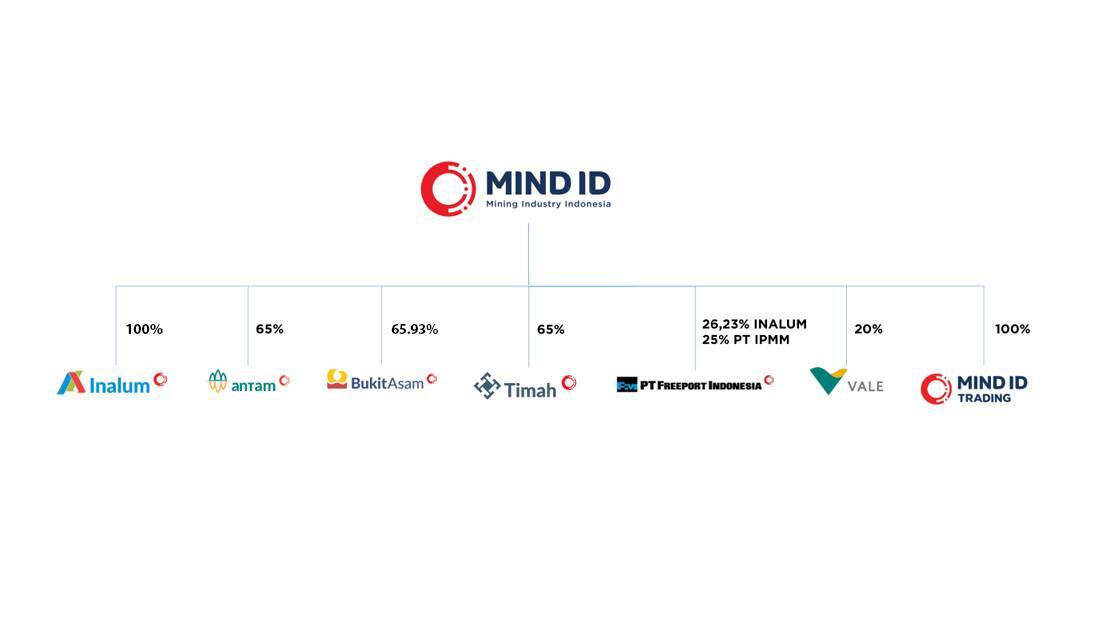 MIND ID
Mining Industry Indonesia
100%
65%
65.93%
65%
26,23% INALUM
25% PT IPMM
20%
100%
Inalum
antam
BukitAsam
Timah
FCX PT FREEPORT INDONESIA
VALE
MIND ID
TRADING